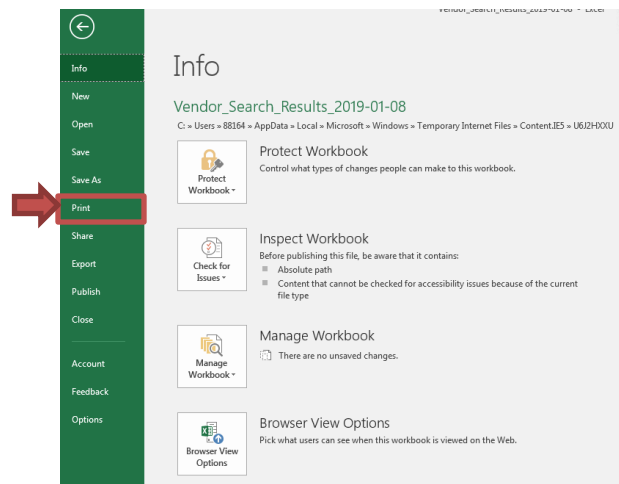 Vendor_Search_Results_2019-01-08 - Excel
Info
New
Open
Save
Save As
Print
Share
Export
Publish
Close
Account
Feedback
Options
Info
Vendor_Search_Results_2019-01-08
C: » Users » 88164 » AppData » Local » Microsoft » Windows » Temporary Internet Files » Content.IE5 » U6J2HXXU
Protect
Workbook
Protect Workbook
Control what types of changes people can make to this workbook.
Check for
Issues
Inspect Workbook
Before publishing this file, be aware that it contains:
Absolute path
Content that cannot be checked for accessibility issues because of the current
file type
Manage
Workbook
Manage Workbook
There are no unsaved changes.
Browser View
Options
Browser View Options
Pick what users can see when this workbook is viewed on the Web.